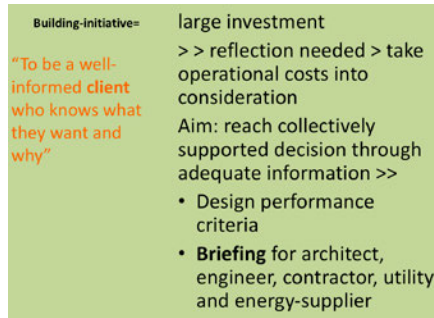 Building-initiative=
“To be a well-
informed client
who knows what
they want and
why”
large investment
> > reflection needed > take
operational costs into
consideration
Aim: reach collectively
supported decision through
adequate information >>
• Design performance
criteria
• Briefing for architect,
engineer, contractor, utility
and energy-supplier